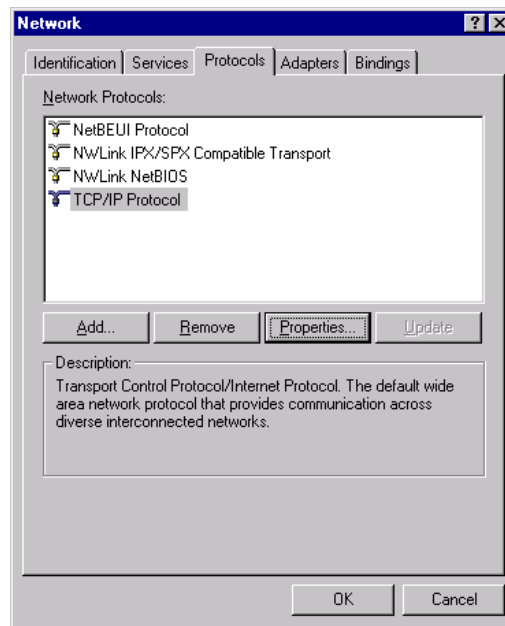 Network
Identification Services Protocols Adapters Bindings
Network Protocols:
NetBEUI Protocol
NWLink IPX/SPX Compatible Transport
NWLink NetBIOS
TCP/IP Protocol
Add... Remove Properties... Update
Description:
Transport Control Protocol/Internet Protocol. The default wide
area network protocol that provides communication across
diverse interconnected networks.
OK Cancel